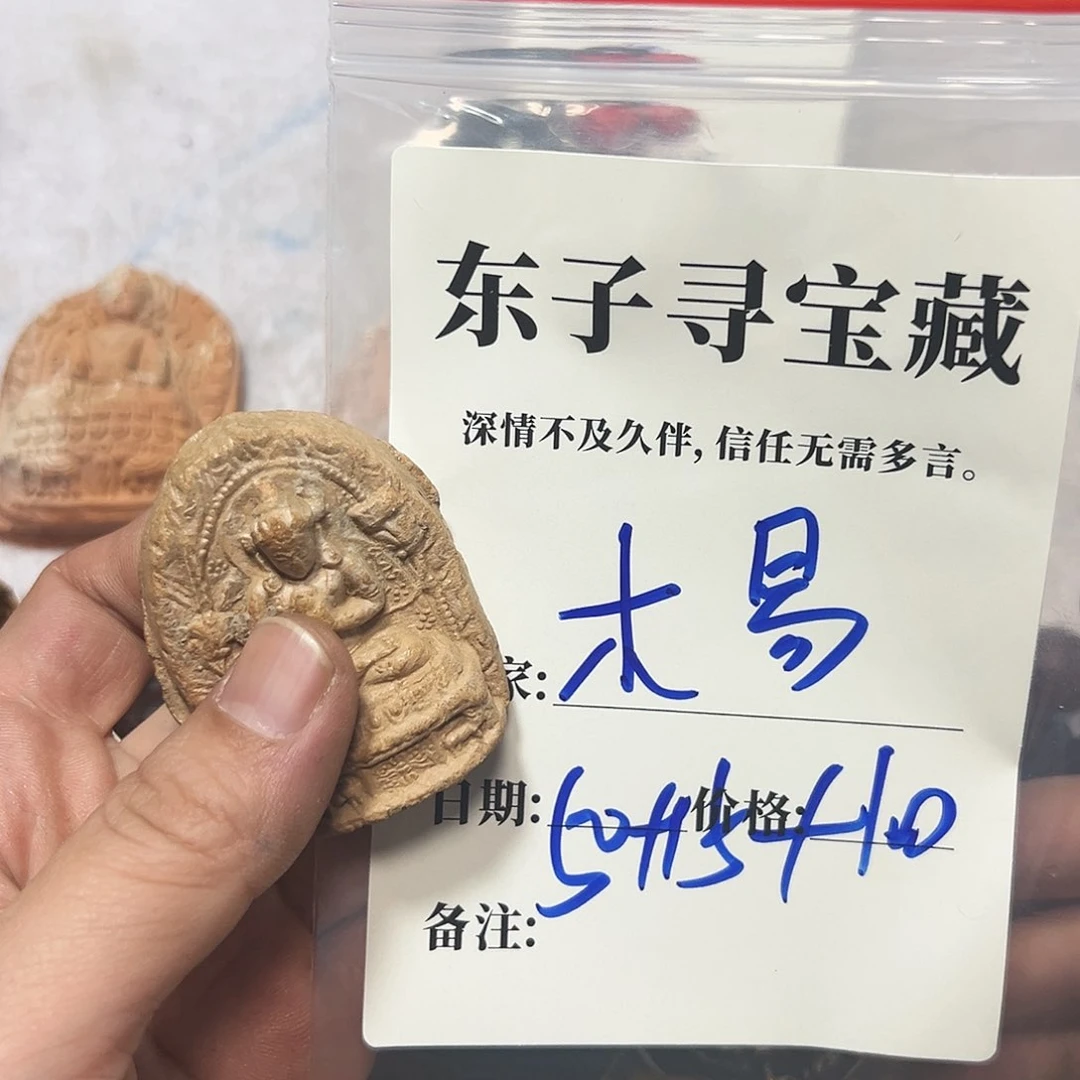 东子寻宝藏
深情不及久伴，信任无需多言。
家: 木易
日期: 价格:
备注: